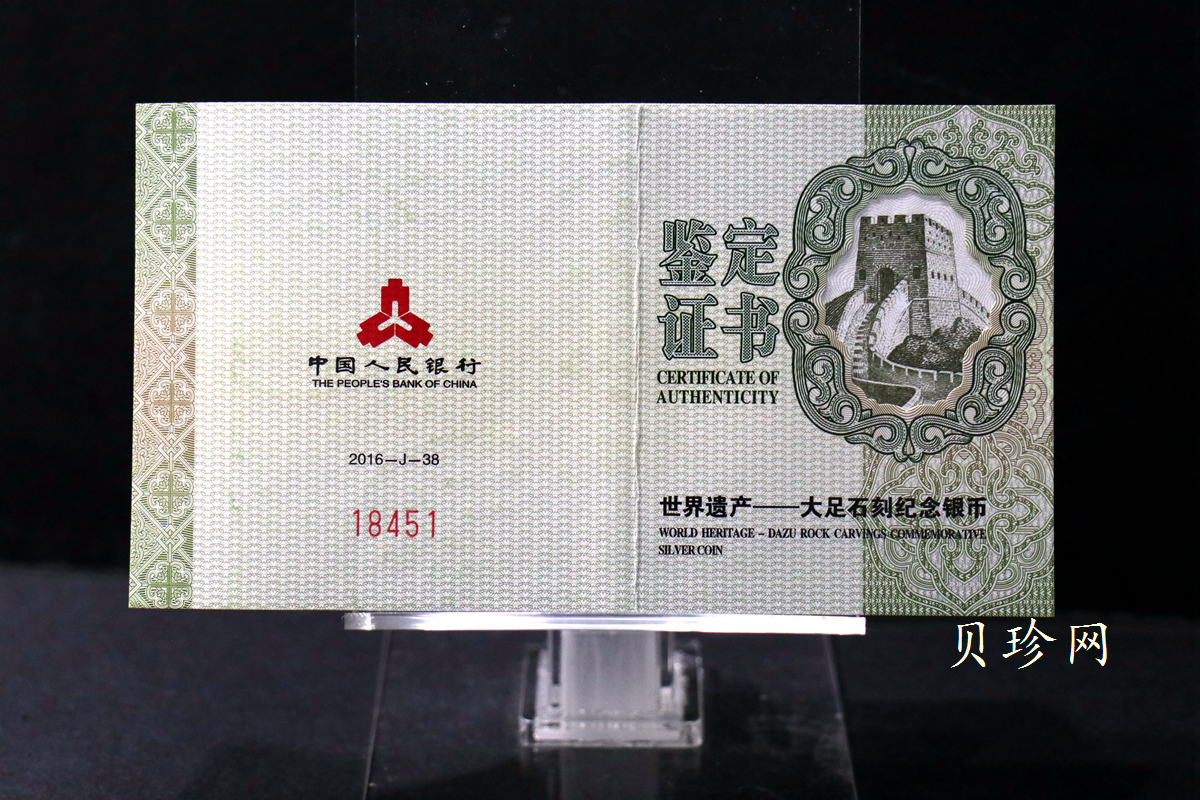 中国人民银行
THE PEOPLE'S BANK OF CHINA
2016—J—38
18451
鉴定
证书
CERTIFICATE OF
AUTHENTICITY
世界遗产——大足石刻纪念银币
WORLD HERITAGE – DAZU ROCK CARVINGS COMMEMORATIVE
SILVER COIN
贝珍网